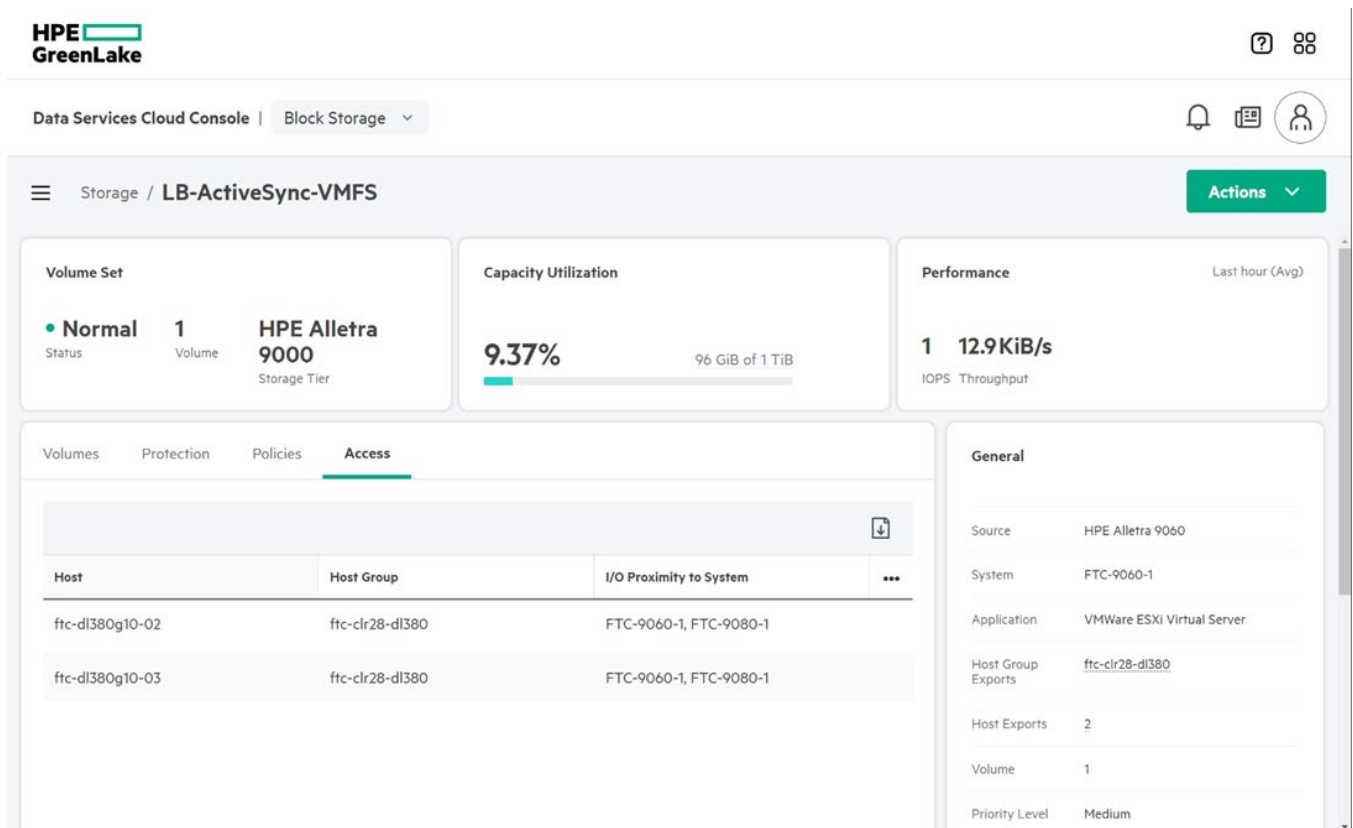 HPE
GreenLake
Data Services Cloud Console | Block Storage
Storage / LB-ActiveSync-VMFS
Actions
Volume Set
Normal 1 HPE Alletra
9000
Status Volume
Storage Tier
Capacity Utilization
9.37% 96 GiB of 1 TiB
Performance Last hour (Avg)
1 12.9 KiB/s
IOPS Throughput
Volumes Protection Policies Access
Host Host Group I/O Proximity to System
ftc-dl380g10-02 ftc-clr28-dl380 FTC-9060-1, FTC-9080-1
ftc-dl380g10-03 ftc-clr28-dl380 FTC-9060-1, FTC-9080-1
General
Source HPE Alletra 9060
System FTC-9060-1
Application VMWare ESXi Virtual Server
Host Group
Exports ftc-clr28-dl380
Host Exports 2
Volume 1
Priority Level Medium